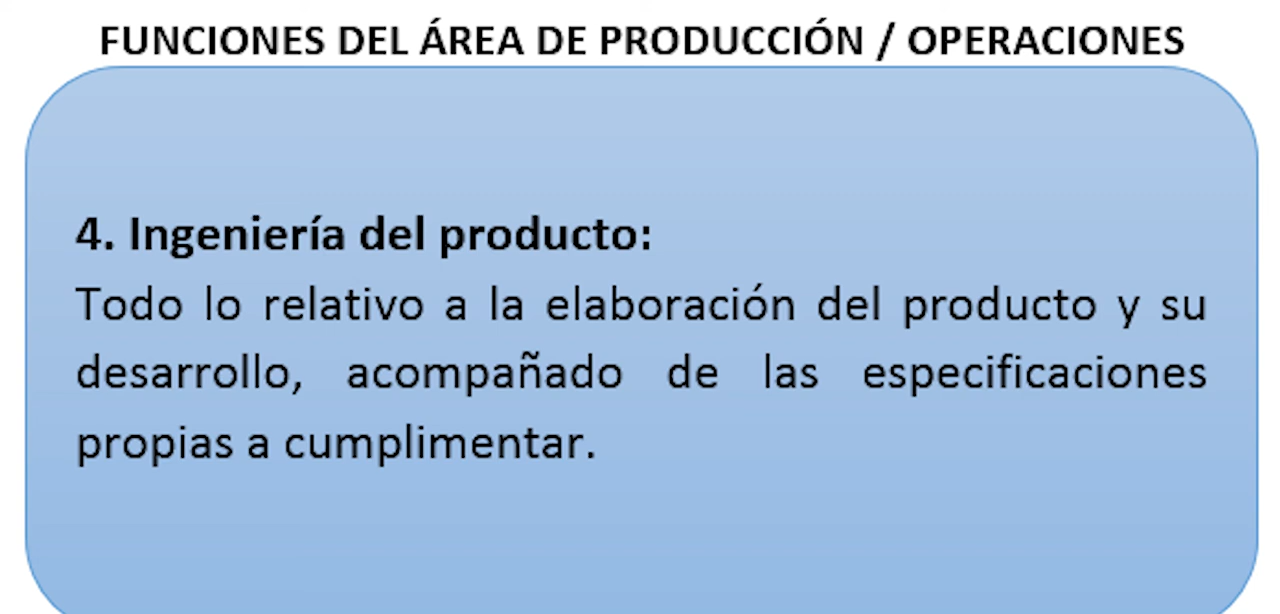 FUNCIONES DEL ÁREA DE PRODUCCIÓN / OPERACIONES
4. Ingeniería del producto:
Todo lo relativo a la elaboración del producto y su
desarrollo, acompañado de las especificaciones
propias a cumplimentar.